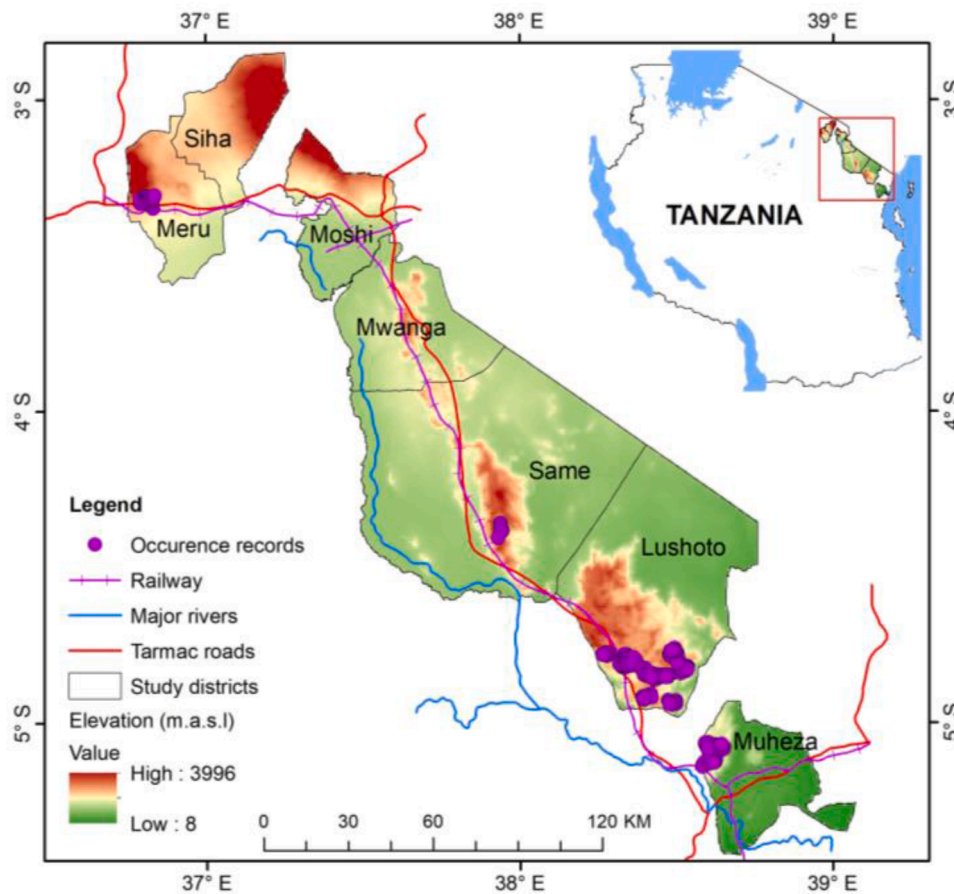 37° E 38° E 39° E
3° S
3° S
Siha
TANZANIA
Meru
Moshi
Mwanga
4° S
4° S
Same
Legend
Occurence records
Lushoto
Railway
Major rivers
Tarmac roads
Study districts
5° S
5° S
Elevation (m.a.s.l)
Muheza
Value
High : 3996
Low : 8
0 30 60 120 KM
37° E 38° E 39° E